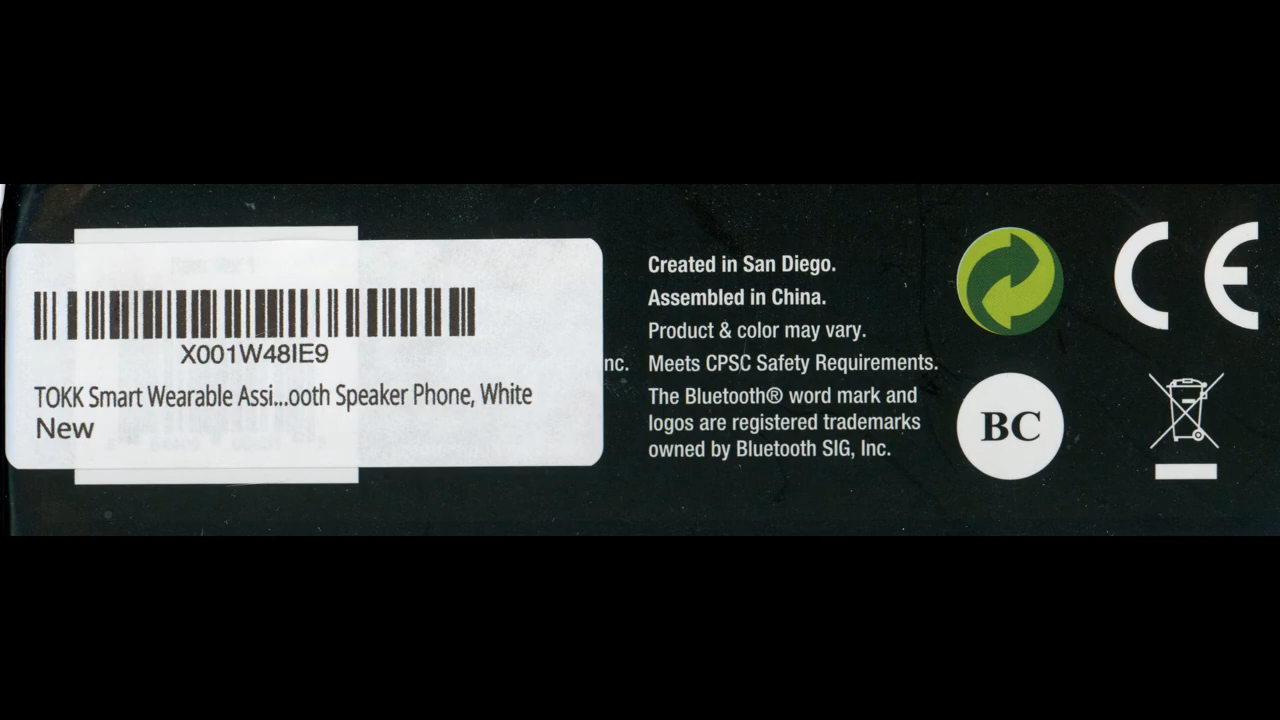 X001W48IE9
TOKK Smart Wearable Assi...ooth Speaker Phone, White
New
nc.
Created in San Diego.
Assembled in China.
Product & color may vary.
Meets CPSC Safety Requirements.
The Bluetooth® word mark and
logos are registered trademarks
owned by Bluetooth SIG, Inc.
BC
CE